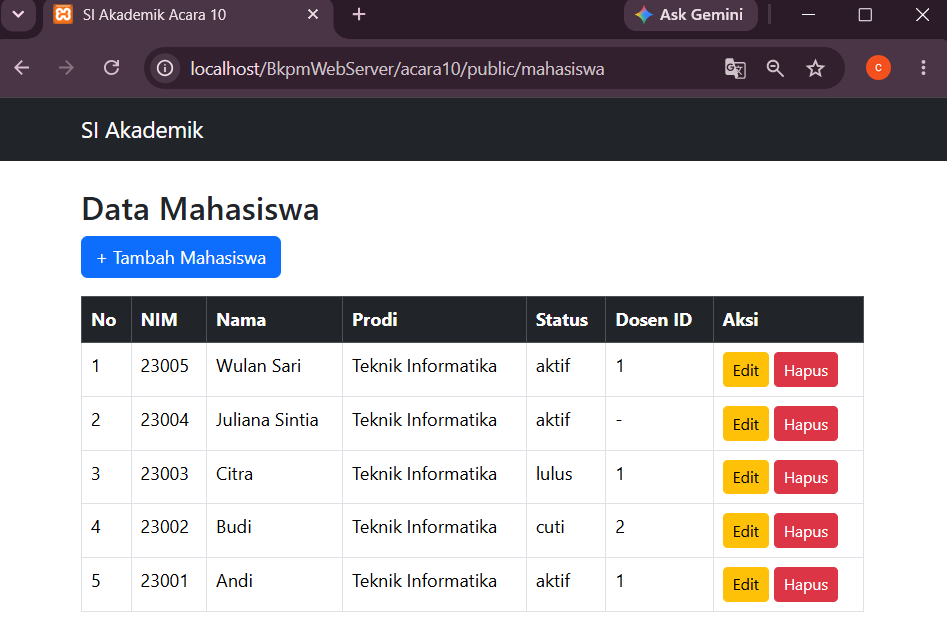 SI Akademik Acara 10
Ask Gemini
localhost/BkpmWebServer/acara10/public/mahasiswa
C
SI Akademik
Data Mahasiswa
+ Tambah Mahasiswa
No NIM Nama Prodi Status Dosen ID Aksi
1 23005 Wulan Sari Teknik Informatika aktif 1 Edit Hapus
2 23004 Juliana Sintia Teknik Informatika aktif - Edit Hapus
3 23003 Citra Teknik Informatika lulus 1 Edit Hapus
4 23002 Budi Teknik Informatika cuti 2 Edit Hapus
5 23001 Andi Teknik Informatika aktif 1 Edit Hapus